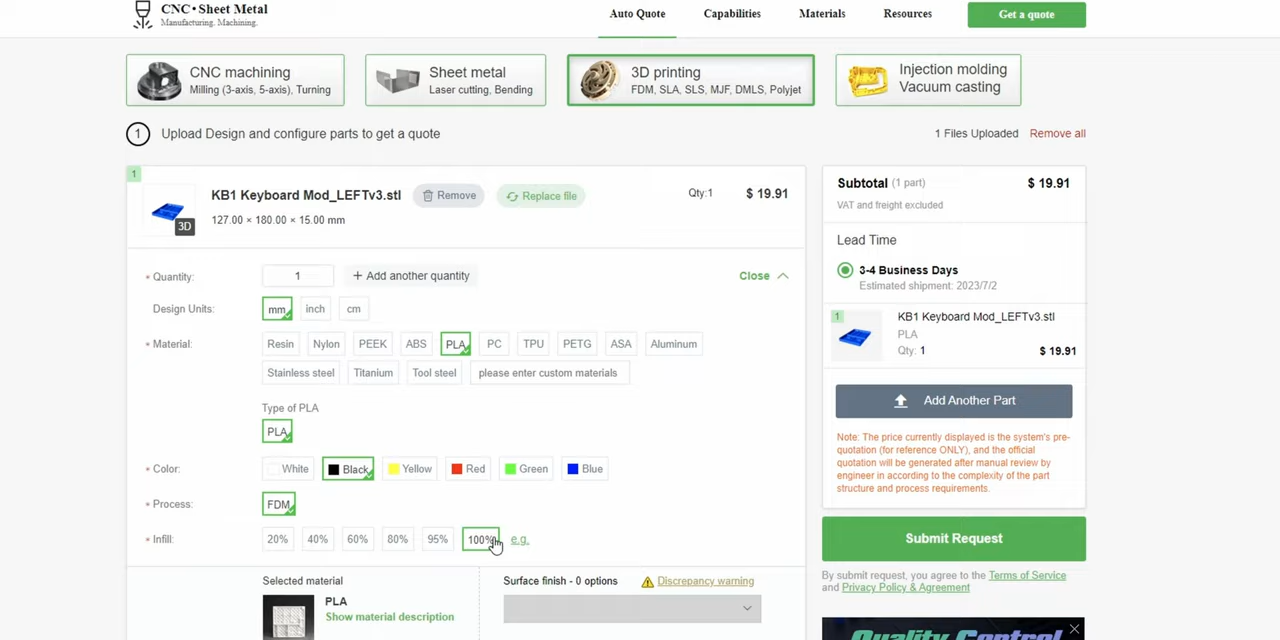 CNC•Sheet Metal
Manufacturing. Machining.
Auto Quote
Capabilities
Materials
Resources
Get a quote
CNC machining
Milling (3-axis, 5-axis), Turning
Sheet metal
Laser cutting, Bending
3D printing
FDM, SLA, SLS, MJF, DMLS, Polyjet
Injection molding
Vacuum casting
1 Upload Design and configure parts to get a quote
1 Files Uploaded Remove all
1
3D
KB1 Keyboard Mod_LEFTv3.stl
Remove
Replace file
Qty:1
$ 19.91
127.00 × 180.00 × 15.00 mm
* Quantity: 1 + Add another quantity
Close
Design Units: mm inch cm
* Material: Resin Nylon PEEK ABS PLA PC TPU PETG ASA Aluminum
Stainless steel Titanium Tool steel please enter custom materials
Type of PLA
PLA
* Color: White Black Yellow Red Green Blue
* Process: FDM
* Infill: 20% 40% 60% 80% 95% 100% e.g.
Selected material
PLA
Show material description
Surface finish - 0 options
Discrepancy warning
Subtotal (1 part) $ 19.91
VAT and freight excluded
Lead Time
3-4 Business Days
Estimated shipment: 2023/7/2
1
KB1 Keyboard Mod_LEFTv3.stl
PLA
Qty: 1 $ 19.91
Add Another Part
Note: The price currently displayed is the system's pre-
quotation (for reference ONLY), and the official
quotation will be generated after manual review by
engineer in according to the complexity of the part
structure and process requirements.
Submit Request
By submit request, you agree to the Terms of Service
and Privacy Policy & Agreement
Quality Control